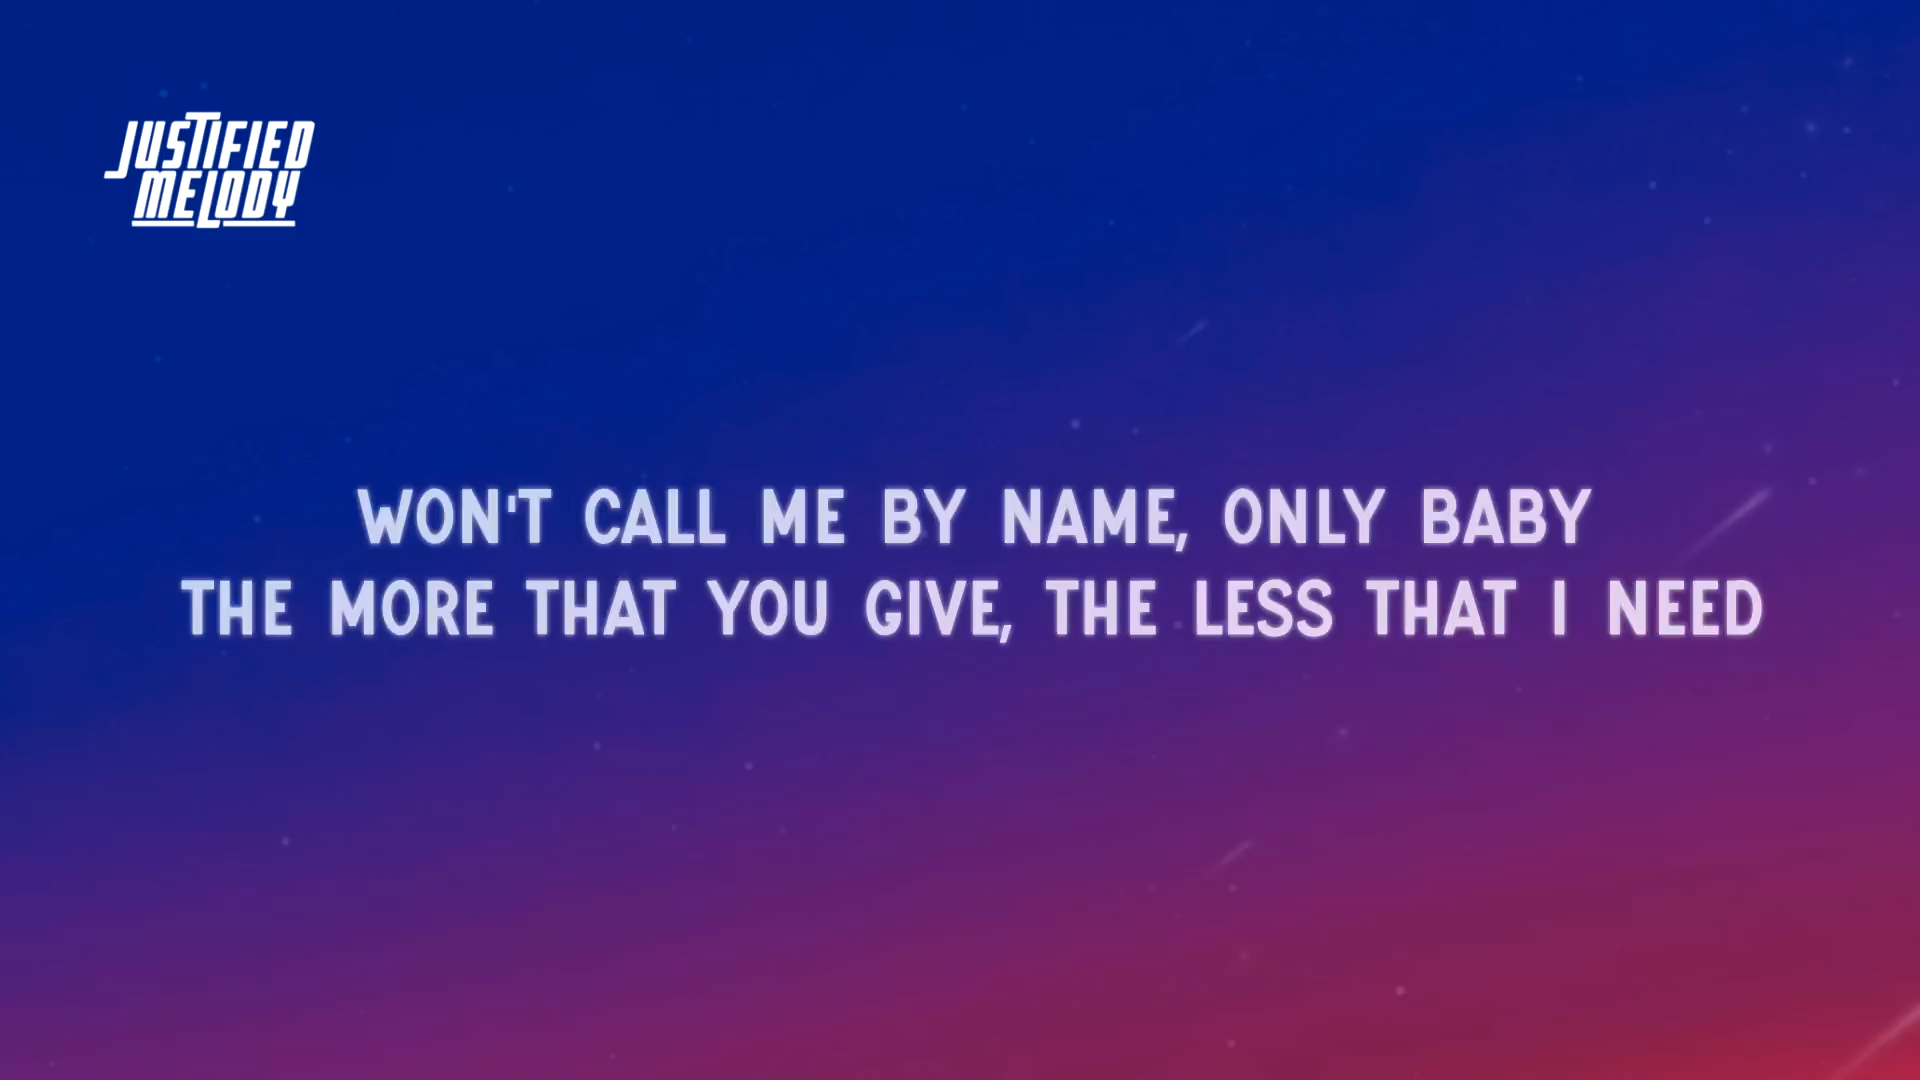 JUSTIFIED
MELODY
WON'T CALL ME BY NAME, ONLY BABY
THE MORE THAT YOU GIVE, THE LESS THAT I NEED